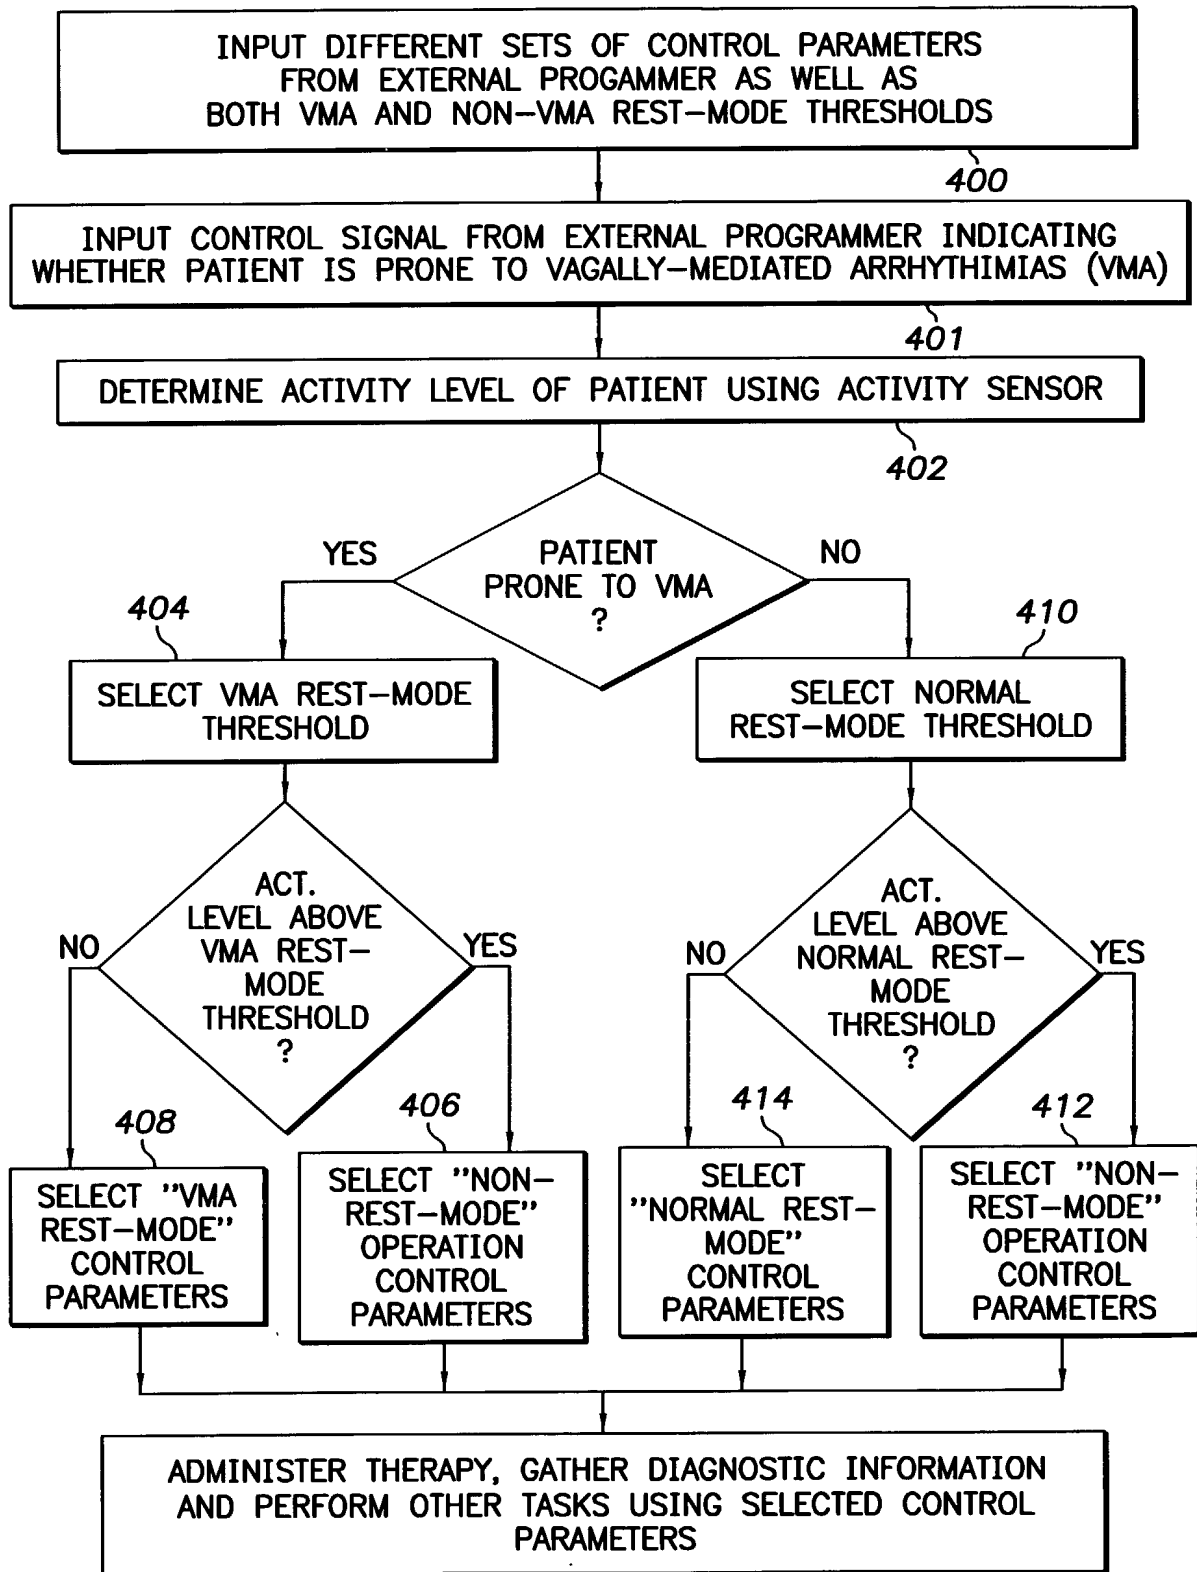 INPUT DIFFERENT SETS OF CONTROL PARAMETERS
FROM EXTERNAL PROGAMMER AS WELL AS
BOTH VMA AND NON-VMA REST-MODE THRESHOLDS
400
INPUT CONTROL SIGNAL FROM EXTERNAL PROGRAMMER INDICATING
WHETHER PATIENT IS PRONE TO VAGALLY-MEDIATED ARRHYTHIMIAS (VMA)
401
DETERMINE ACTIVITY LEVEL OF PATIENT USING ACTIVITY SENSOR
402
YES
PATIENT
PRONE TO VMA
?
NO
404
SELECT VMA REST-MODE
THRESHOLD
410
SELECT NORMAL
REST-MODE THRESHOLD
ACT.
LEVEL ABOVE
VMA REST-
MODE
THRESHOLD
?
NO
YES
ACT.
LEVEL ABOVE
NORMAL REST-
MODE
THRESHOLD
?
NO
YES
408
SELECT "VMA
REST-MODE"
CONTROL
PARAMETERS
406
SELECT "NON-
REST-MODE"
OPERATION
CONTROL
PARAMETERS
414
SELECT
"NORMAL REST-
MODE"
CONTROL
PARAMETERS
412
SELECT "NON-
REST-MODE"
OPERATION
CONTROL
PARAMETERS
ADMINISTER THERAPY, GATHER DIAGNOSTIC INFORMATION
AND PERFORM OTHER TASKS USING SELECTED CONTROL
PARAMETERS